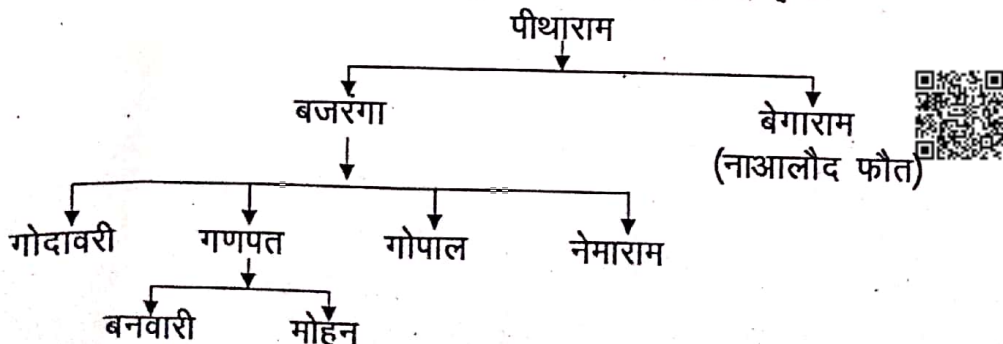 पीथाराम
बजरंगा
बेगाराम
(नाआलौद फौत)
गोदावरी गणपत गोपाल नेमाराम
बनवारी मोहन